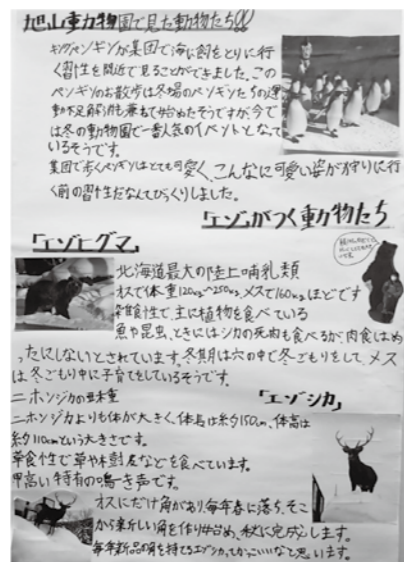 旭山動物園で見た動物たち!!
キングペンギンが集団で海に餌をとりに行
く習性を間近で見ることができました。この
ペンギンのお散歩は冬場のペンギンたちの運
動不足解消も兼ねて始めたそうですが、今で
は冬の動物園で一番人気のイベントとなって
いるそうです。
集団で歩くペンギンはとても可愛く、こんなに可愛い姿が狩りに行
く前の習性だなんてびっくりしました。
「エゾ」がつく動物たち
「エゾヒグマ」
北海道最大の陸上哺乳類
オスで体重120kg〜250kg、メスで160kgほどです
雑食性で、主に植物を食べている
魚や昆虫、ときにはシカの死肉も食べるが、肉食はめ
ったにしないとされています。冬期は穴の中で冬ごもりをして、メス
は冬ごもり中に子育てをしているそうです。
「エゾシカ」
ニホンジカの亜種
ニホンジカよりも体が大きく、体長は約150cm、体高は
約110cmという大きさです。
草食性で草や樹皮などを食べています。
甲高い特有の鳴き声です。
オスにだけ角があり、毎年春に落ち、そこ
から新しい角を作り始め、秋に完成します。
毎年新品の角を持てるエゾシカってかっこいいなと思います。